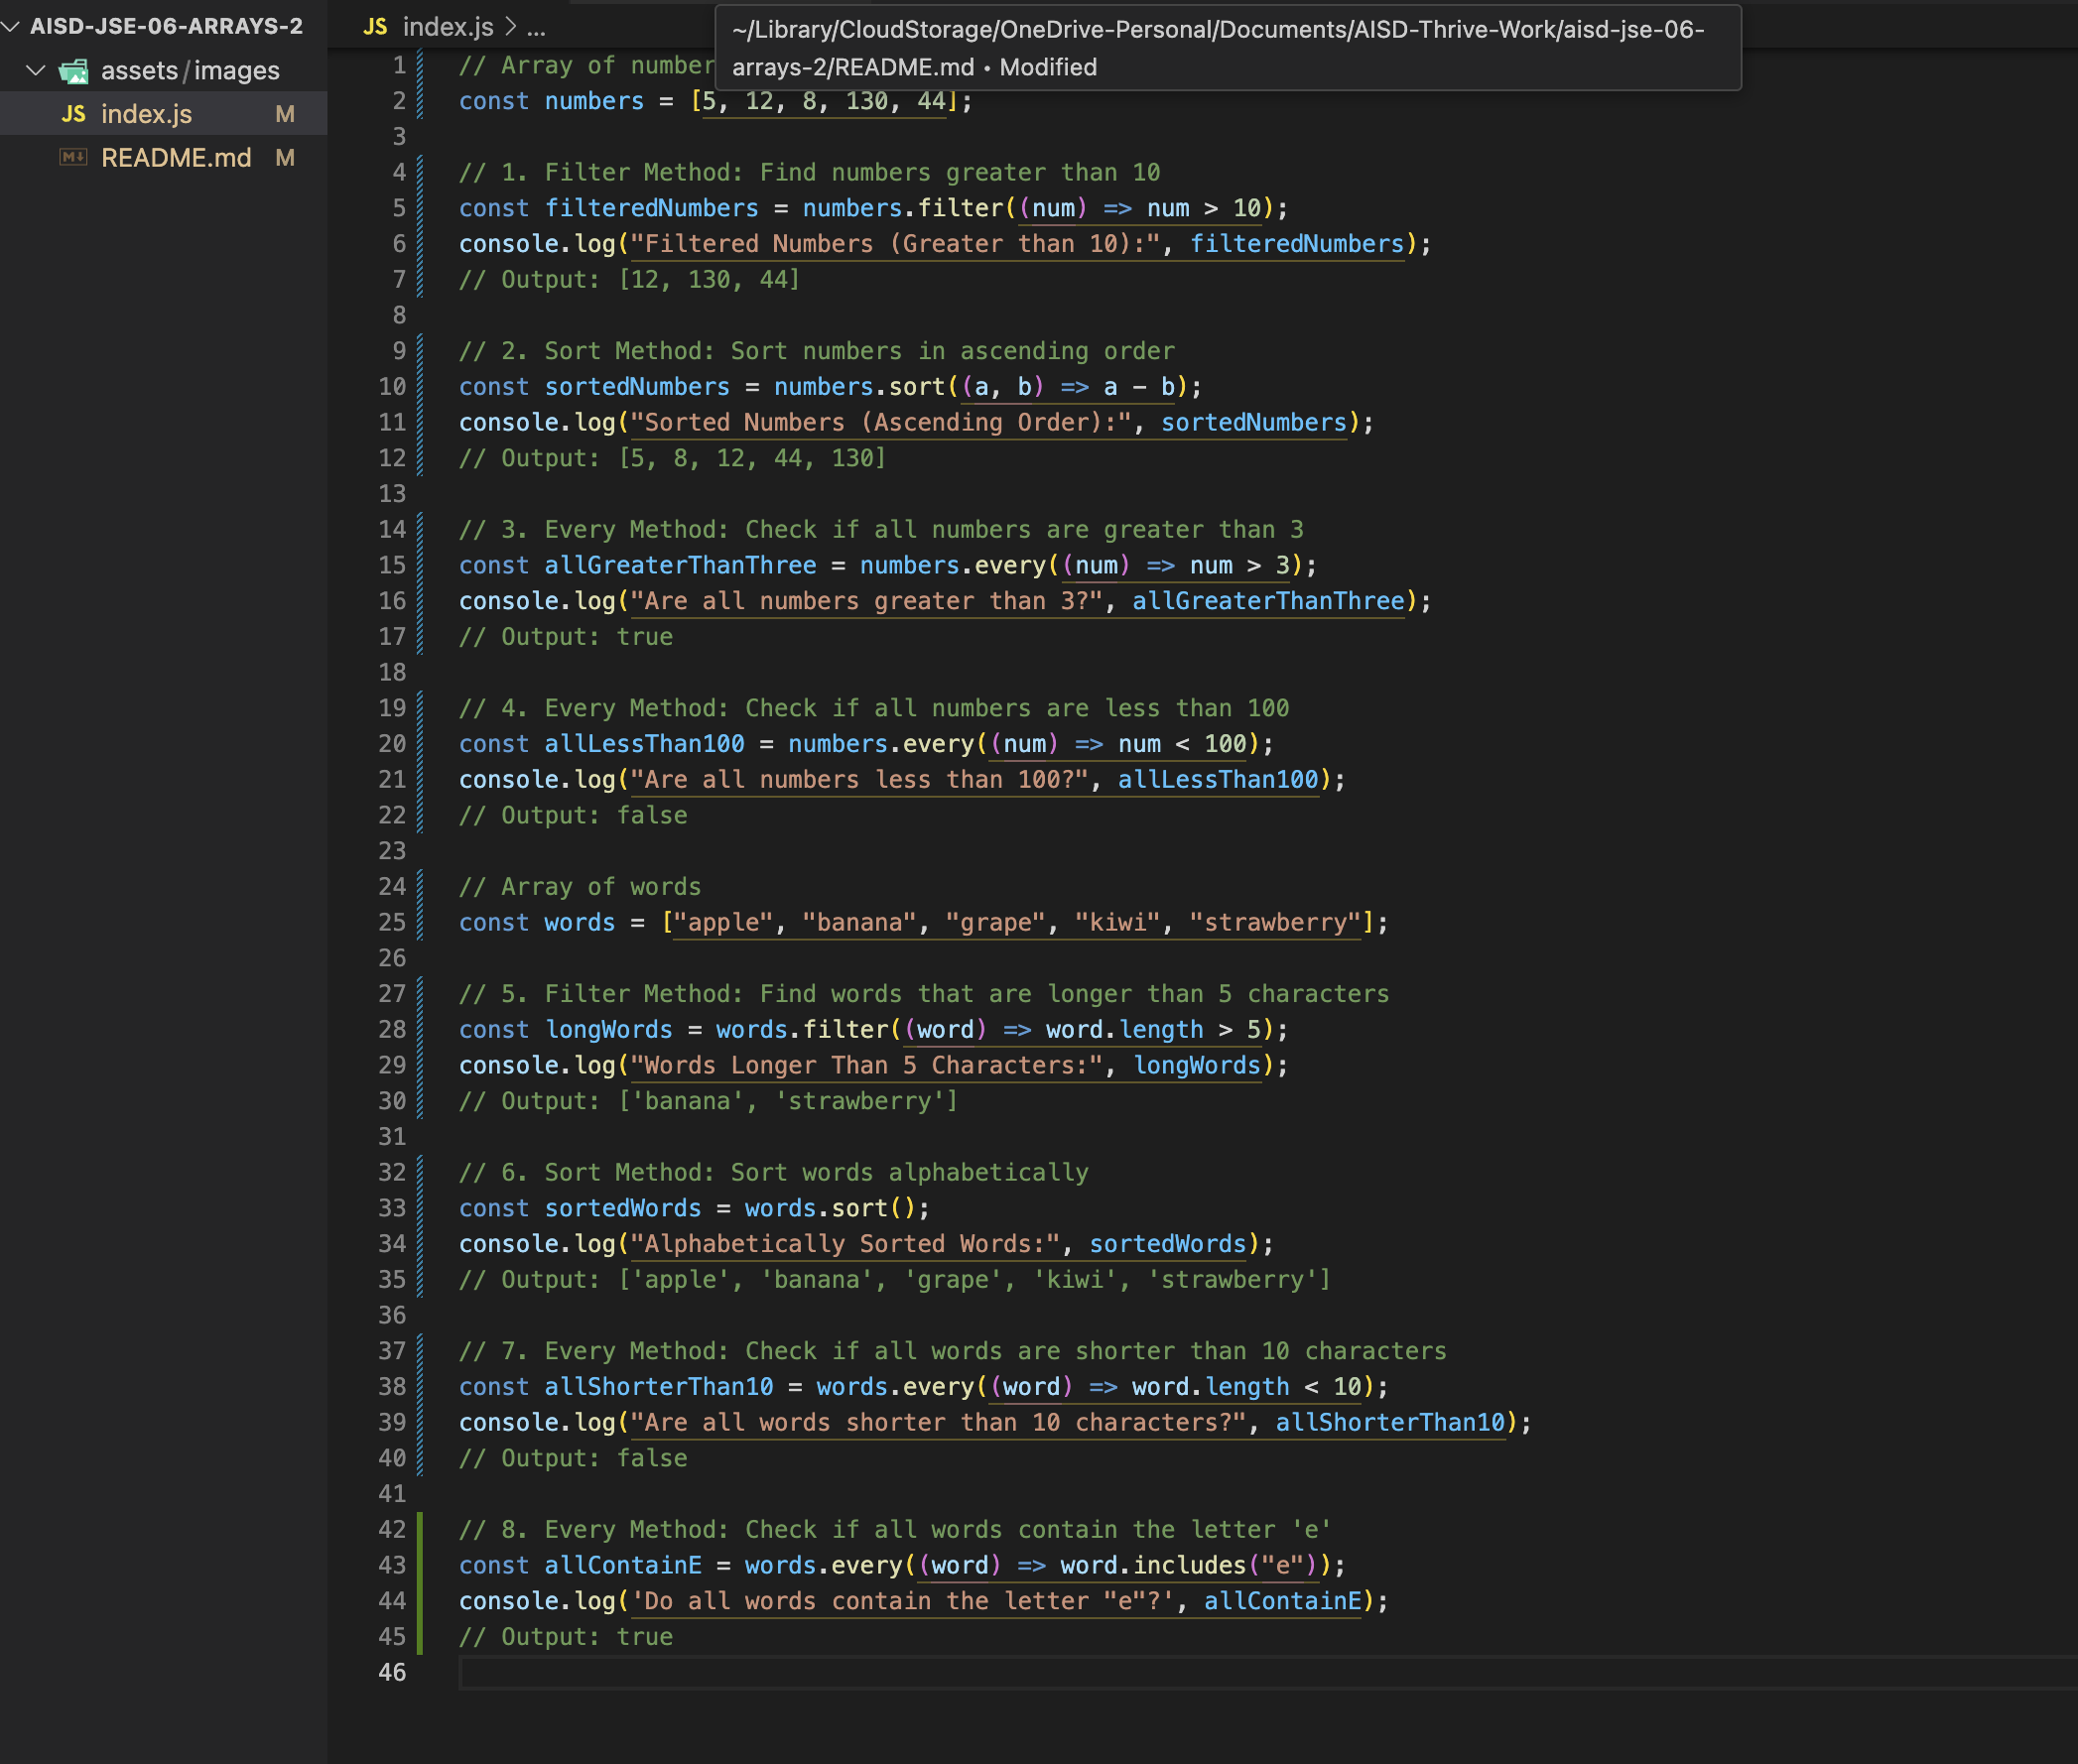 AISD-JSE-06-ARRAYS-2
assets/images
JS index.js M
README.md M
JS index.js > ...
~/Library/CloudStorage/OneDrive-Personal/Documents/AISD-Thrive-Work/aisd-jse-06-
arrays-2/README.md • Modified
1 // Array of number
2 const numbers = [5, 12, 8, 130, 44];
3
4 // 1. Filter Method: Find numbers greater than 10
5 const filteredNumbers = numbers.filter((num) => num > 10);
6 console.log("Filtered Numbers (Greater than 10):", filteredNumbers);
7 // Output: [12, 130, 44]
8
9 // 2. Sort Method: Sort numbers in ascending order
10 const sortedNumbers = numbers.sort((a, b) => a - b);
11 console.log("Sorted Numbers (Ascending Order):", sortedNumbers);
12 // Output: [5, 8, 12, 44, 130]
13
14 // 3. Every Method: Check if all numbers are greater than 3
15 const allGreaterThanThree = numbers.every((num) => num > 3);
16 console.log("Are all numbers greater than 3?", allGreaterThanThree);
17 // Output: true
18
19 // 4. Every Method: Check if all numbers are less than 100
20 const allLessThan100 = numbers.every((num) => num < 100);
21 console.log("Are all numbers less than 100?", allLessThan100);
22 // Output: false
23
24 // Array of words
25 const words = ["apple", "banana", "grape", "kiwi", "strawberry"];
26
27 // 5. Filter Method: Find words that are longer than 5 characters
28 const longWords = words.filter((word) => word.length > 5);
29 console.log("Words Longer Than 5 Characters:", longWords);
30 // Output: ['banana', 'strawberry']
31
32 // 6. Sort Method: Sort words alphabetically
33 const sortedWords = words.sort();
34 console.log("Alphabetically Sorted Words:", sortedWords);
35 // Output: ['apple', 'banana', 'grape', 'kiwi', 'strawberry']
36
37 // 7. Every Method: Check if all words are shorter than 10 characters
38 const allShorterThan10 = words.every((word) => word.length < 10);
39 console.log("Are all words shorter than 10 characters?", allShorterThan10);
40 // Output: false
41
42 // 8. Every Method: Check if all words contain the letter 'e'
43 const allContainE = words.every((word) => word.includes("e"));
44 console.log('Do all words contain the letter "e"?', allContainE);
45 // Output: true
46